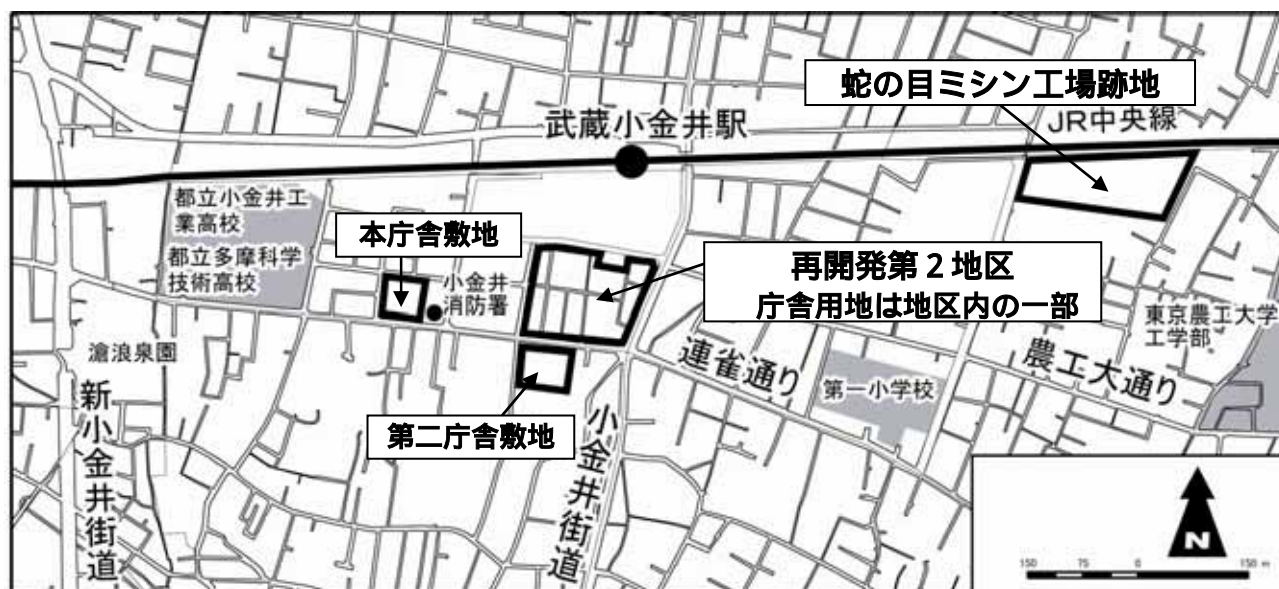 蛇の目ミシン工場跡地
武蔵小金井駅
JR中央線
都立小金井工
業高校
都立多摩科学
技術高校
本庁舎敷地
小金井
消防署
再開発第2地区
庁舎用地は地区内の一部
東京農工大学
工学部
滄浪泉園
連雀通り
第一小学校
農工大通り
第二庁舎敷地
新小金井街道
小金井街道
N
150 75 0 150 m